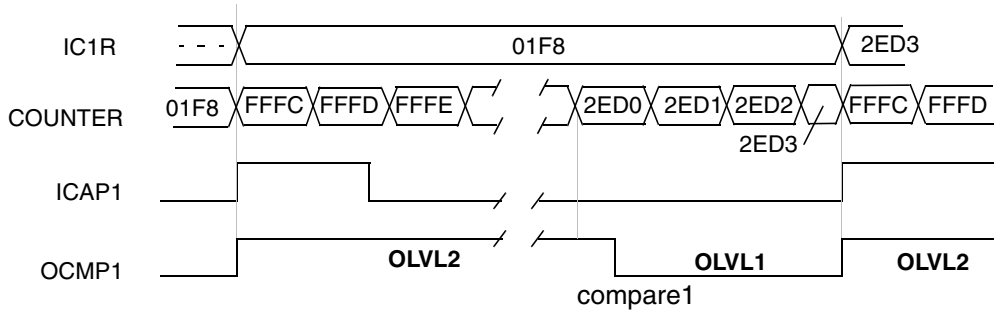 IC1R - - - 01F8 2ED3
COUNTER 01F8 FFFC FFFD FFFE 2ED0 2ED1 2ED2 FFFC FFFD
2ED3
ICAP1
OCMP1 OLVL2 OLVL1 OLVL2
compare1